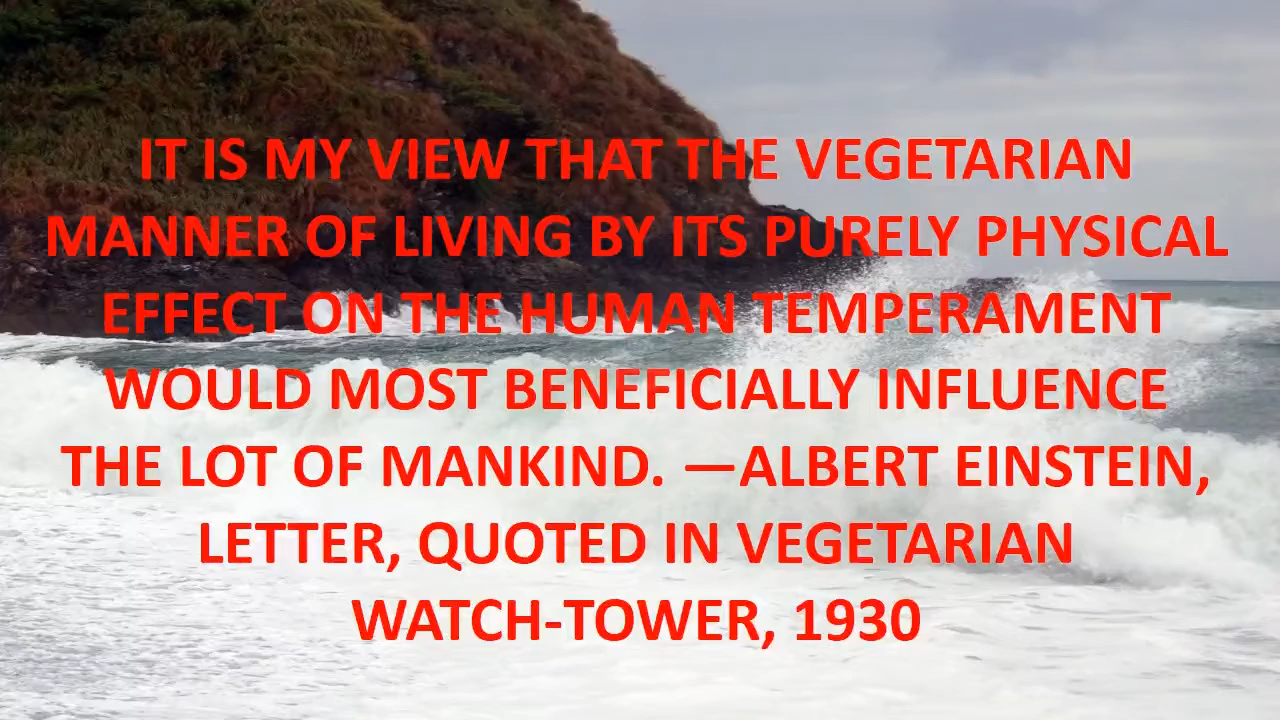 IT IS MY VIEW THAT THE VEGETARIAN
MANNER OF LIVING BY ITS PURELY PHYSICAL
EFFECT ON THE HUMAN TEMPERAMENT
WOULD MOST BENEFICIALLY INFLUENCE
THE LOT OF MANKIND. —ALBERT EINSTEIN,
LETTER, QUOTED IN VEGETARIAN
WATCH-TOWER, 1930